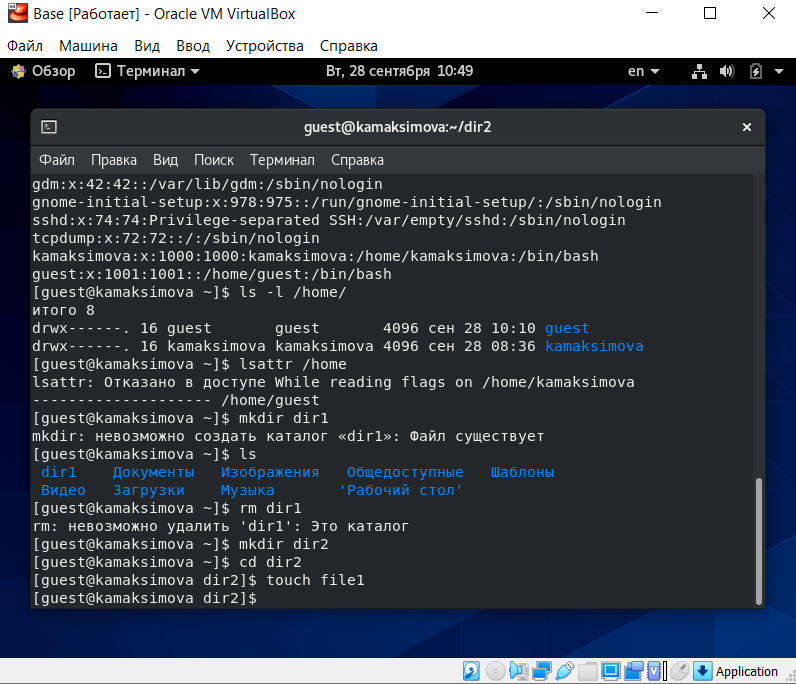 Base [Работает] - Oracle VM VirtualBox
Файл Машина Вид Ввод Устройства Справка
Обзор Терминал Вт, 28 сентября 10:49 en
guest@kamaksimova:~/dir2
Файл Правка Вид Поиск Терминал Справка
gdm:x:42:42::/var/lib/gdm:/sbin/nologin
gnome-initial-setup:x:978:975::/run/gnome-initial-setup/:/sbin/nologin
sshd:x:74:74:Privilege-separated SSH:/var/empty/sshd:/sbin/nologin
tcpdump:x:72:72::/:/sbin/nologin
kamaksimova:x:1000:1000:kamaksimova:/home/kamaksimova:/bin/bash
guest:x:1001:1001::/home/guest:/bin/bash
[guest@kamaksimova ~]$ ls -l /home/
итого 8
drwx------. 16 guest       guest       4096 сен 28 10:10 guest
drwx------. 16 kamaksimova kamaksimova 4096 сен 28 08:36 kamaksimova
[guest@kamaksimova ~]$ lsattr /home
lsattr: Отказано в доступе While reading flags on /home/kamaksimova
-------------------- /home/guest
[guest@kamaksimova ~]$ mkdir dir1
mkdir: невозможно создать каталог «dir1»: Файл существует
[guest@kamaksimova ~]$ ls
dir1 Документы Изображения Общедоступные Шаблоны
Видео Загрузки Музыка 'Рабочий стол'
[guest@kamaksimova ~]$ rm dir1
rm: невозможно удалить 'dir1': Это каталог
[guest@kamaksimova ~]$ mkdir dir2
[guest@kamaksimova ~]$ cd dir2
[guest@kamaksimova dir2]$ touch file1
[guest@kamaksimova dir2]$
Application